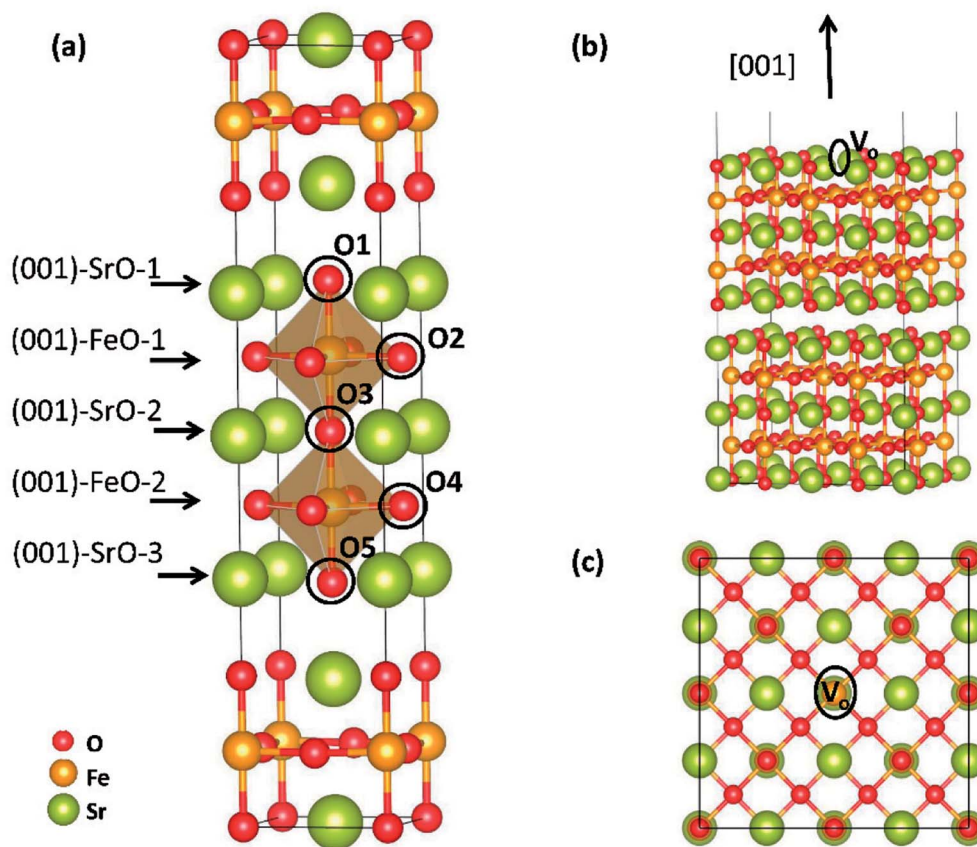 (a)
O1
(001)-SrO-1
O2
(001)-FeO-1
O3
(001)-SrO-2
O4
(001)-FeO-2
O5
(001)-SrO-3
O
Fe
Sr
(b)
[001]
Vo
(c)
Vo